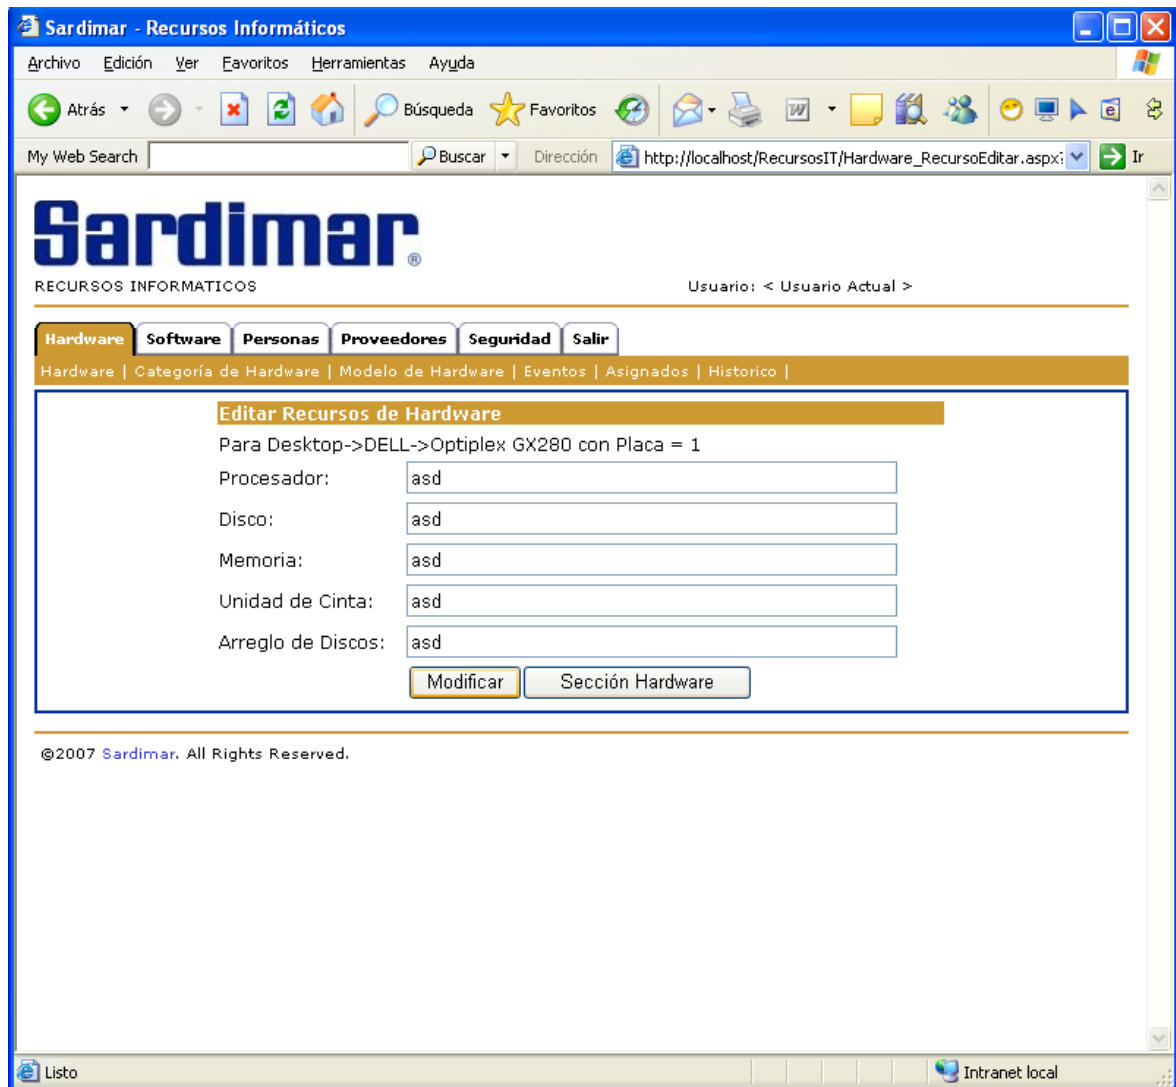 Sardimar - Recursos Informáticos
Archivo Edición Ver Favoritos Herramientas Ayuda
Atrás Búsqueda Favoritos
My Web Search Buscar Dirección http://localhost/RecursosIT/Hardware_RecursoEditar.aspx? Ir
Sardimar®
RECURSOS INFORMATICOS Usuario: < Usuario Actual >
Hardware Software Personas Proveedores Seguridad Salir
Hardware | Categoría de Hardware | Modelo de Hardware | Eventos | Asignados | Historico |
Editar Recursos de Hardware
Para Desktop->DELL->Optiplex GX280 con Placa = 1
Procesador: asd
Disco: asd
Memoria: asd
Unidad de Cinta: asd
Arreglo de Discos: asd
Modificar Sección Hardware
©2007 Sardimar. All Rights Reserved.
Listo Intranet local